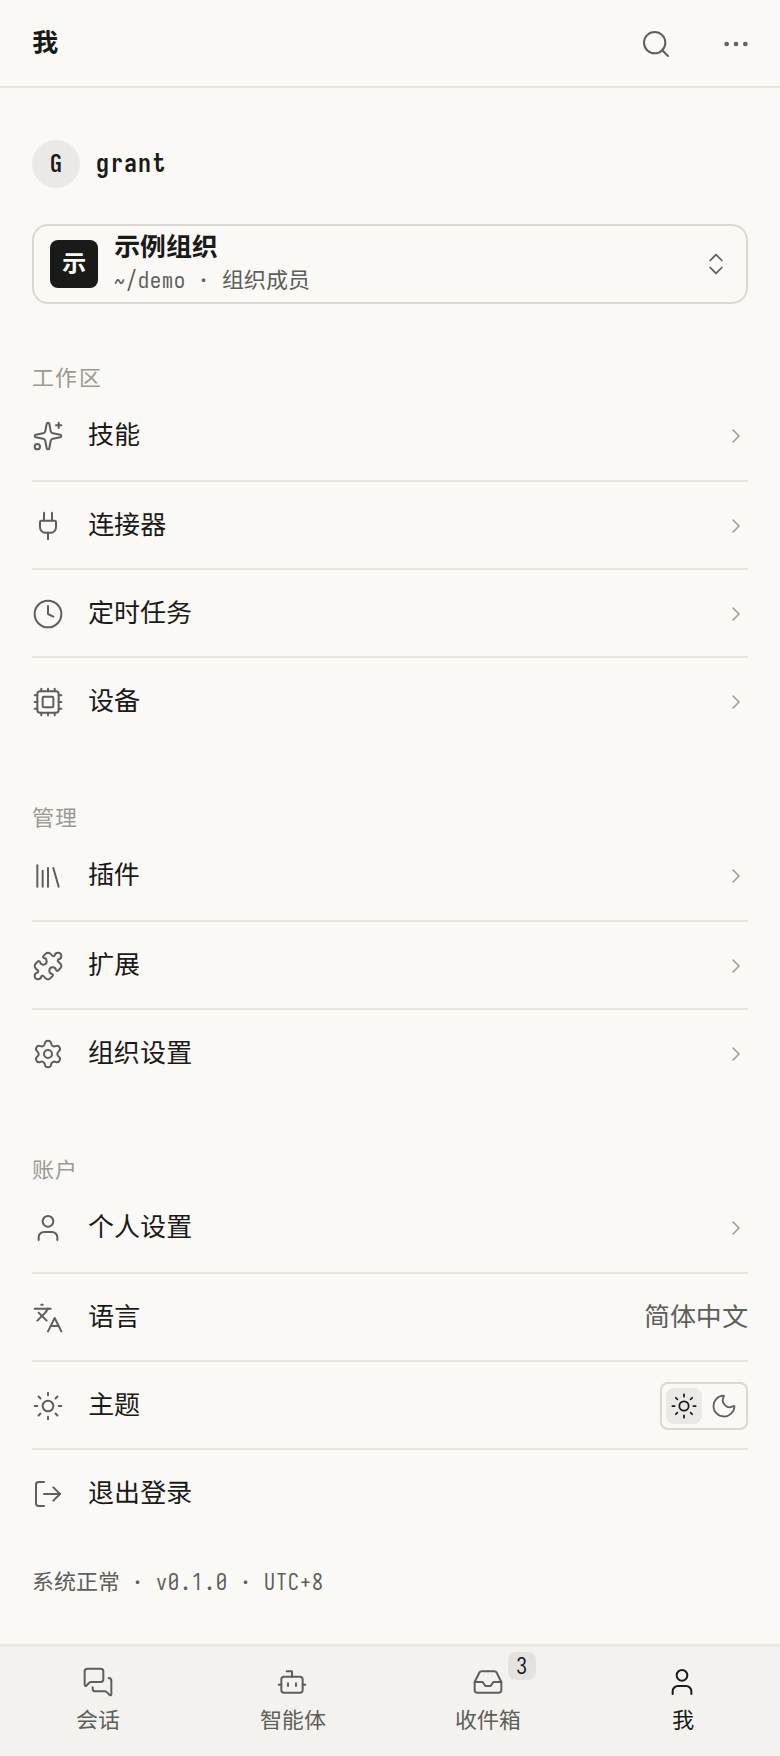 我
G grant
示 示例组织
~/demo · 组织成员
工作区
技能
连接器
定时任务
设备
管理
插件
扩展
组织设置
账户
个人设置
语言 简体中文
主题
退出登录
系统正常 · v0.1.0 · UTC+8
3
会话 智能体 收件箱 我